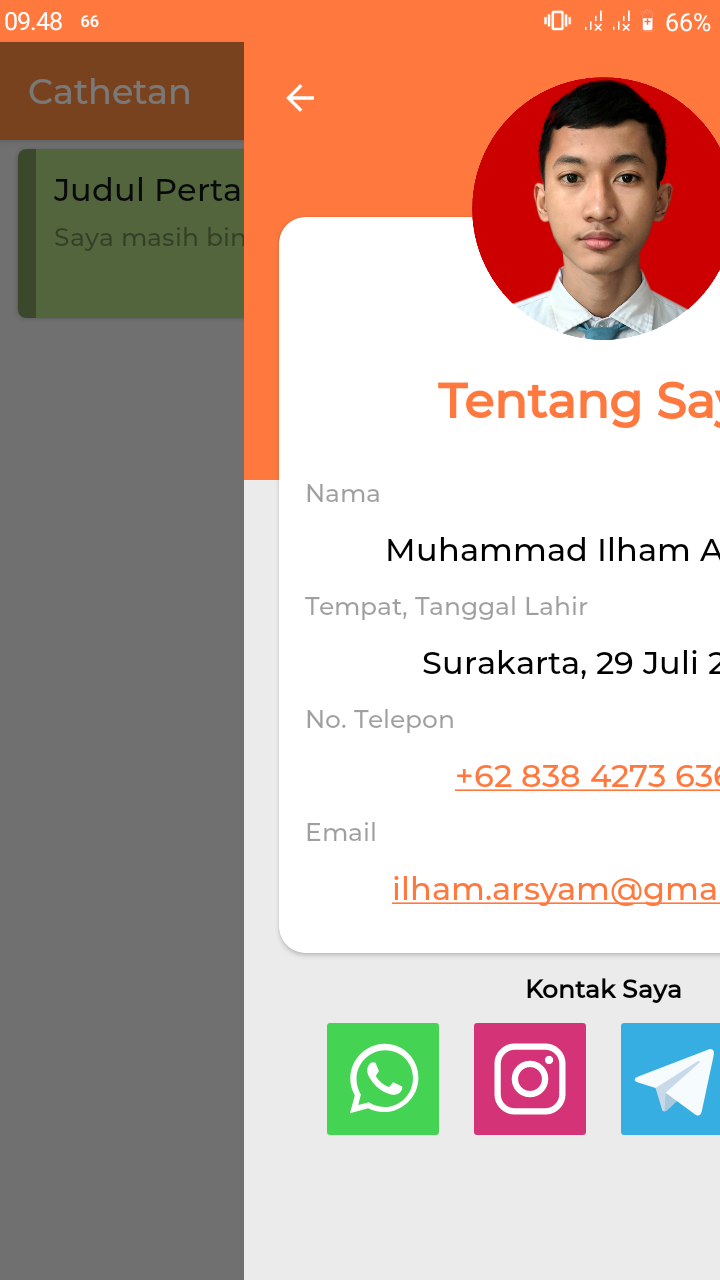 09.48 66 66%
Cathetan
Judul Perta
Saya masih bin
Tentang Say
Nama
Muhammad Ilham A
Tempat, Tanggal Lahir
Surakarta, 29 Juli 2
No. Telepon
+62 838 4273 636
Email
ilham.arsyam@gmai
Kontak Saya